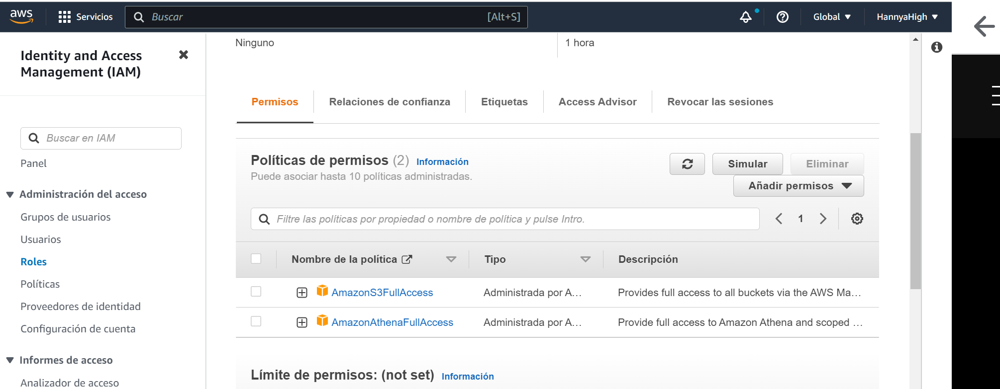 aws
Servicios
Buscar
[Alt+S]
Global
HannyaHigh
Identity and Access
Management (IAM)
Buscar en IAM
Panel
Administración del acceso
Grupos de usuarios
Usuarios
Roles
Políticas
Proveedores de identidad
Configuración de cuenta
Informes de acceso
Analizador de acceso
Ninguno
1 hora
Permisos
Relaciones de confianza
Etiquetas
Access Advisor
Revocar las sesiones
Políticas de permisos (2) Información
Puede asociar hasta 10 políticas administradas.
Simular
Eliminar
Añadir permisos
Filtre las políticas por propiedad o nombre de política y pulse Intro.
1
Nombre de la política
Tipo
Descripción
AmazonS3FullAccess
Administrada por A…
Provides full access to all buckets via the AWS Ma…
AmazonAthenaFullAccess
Administrada por A…
Provide full access to Amazon Athena and scoped …
Límite de permisos: (not set) Información